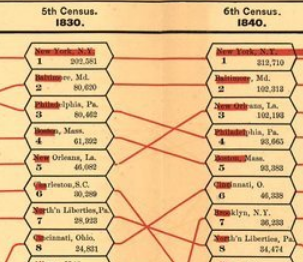 5th Census.
1830.
New York, N.Y.
1 202,581
Baltimore, Md.
2 80,620
Philadelphia, Pa.
3 80,462
Boston, Mass.
4 61,392
New Orleans, La.
5 46,082
Charleston, S.C.
6 30,289
North'n Liberties, Pa.
7 28,923
Cincinnati, Ohio.
8 24,831
6th Census.
1840.
New York, N.Y.
1 312,710
Baltimore, Md.
2 102,313
New Orleans, La.
3 102,193
Philadelphia, Pa.
4 93,665
Boston, Mass.
5 93,383
Cincinnati, O.
6 46,338
Brooklyn, N.Y.
7 36,233
North'n Liberties, Pa.
8 34,474